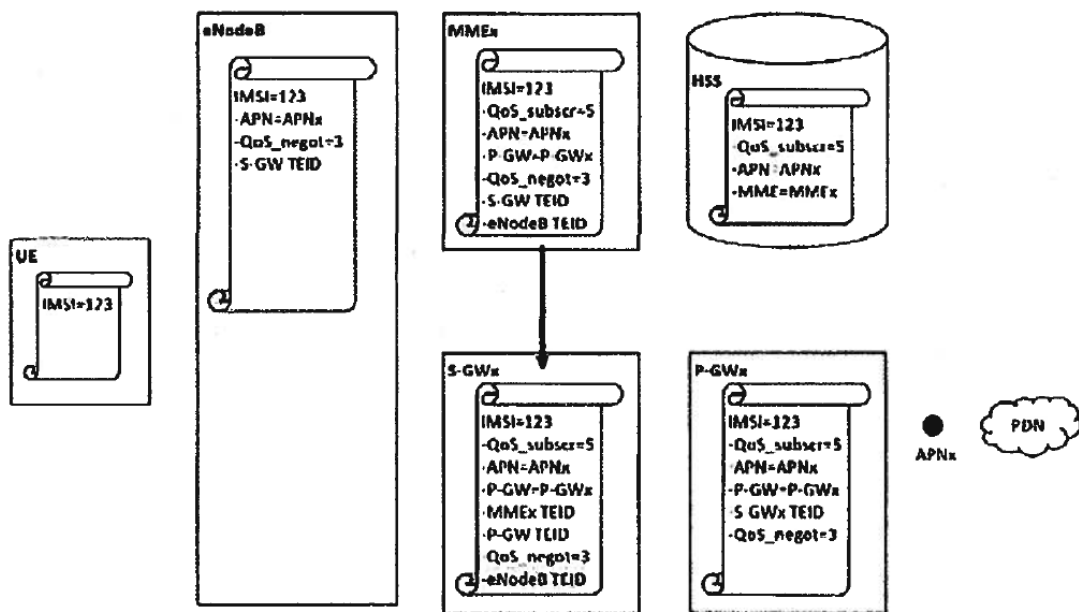 eNodeB
IMSI=123
-APN=APNx
-QoS_negot=3
-S-GW TEID
MMEx
IMSI=123
-QoS_subscr=5
-APN=APNx
-P-GW=P-GWx
-QoS_negot=3
-S-GW TEID
-eNodeB TEID
HSS
IMSI=123
-QoS_subscr=5
-APN=APNx
-MME=MMEx
UE
IMSI=123
S-GWx
IMSI=123
-QoS_subscr=5
-APN=APNx
-P-GW=P-GWx
-MMEx TEID
-P-GW TEID
-QoS_negot=3
-eNodeB TEID
P-GWx
IMSI=123
-QoS_subscr=5
-APN=APNx
-P-GW=P-GWx
-S-GWx TEID
-QoS_negot=3
APNx
PDN